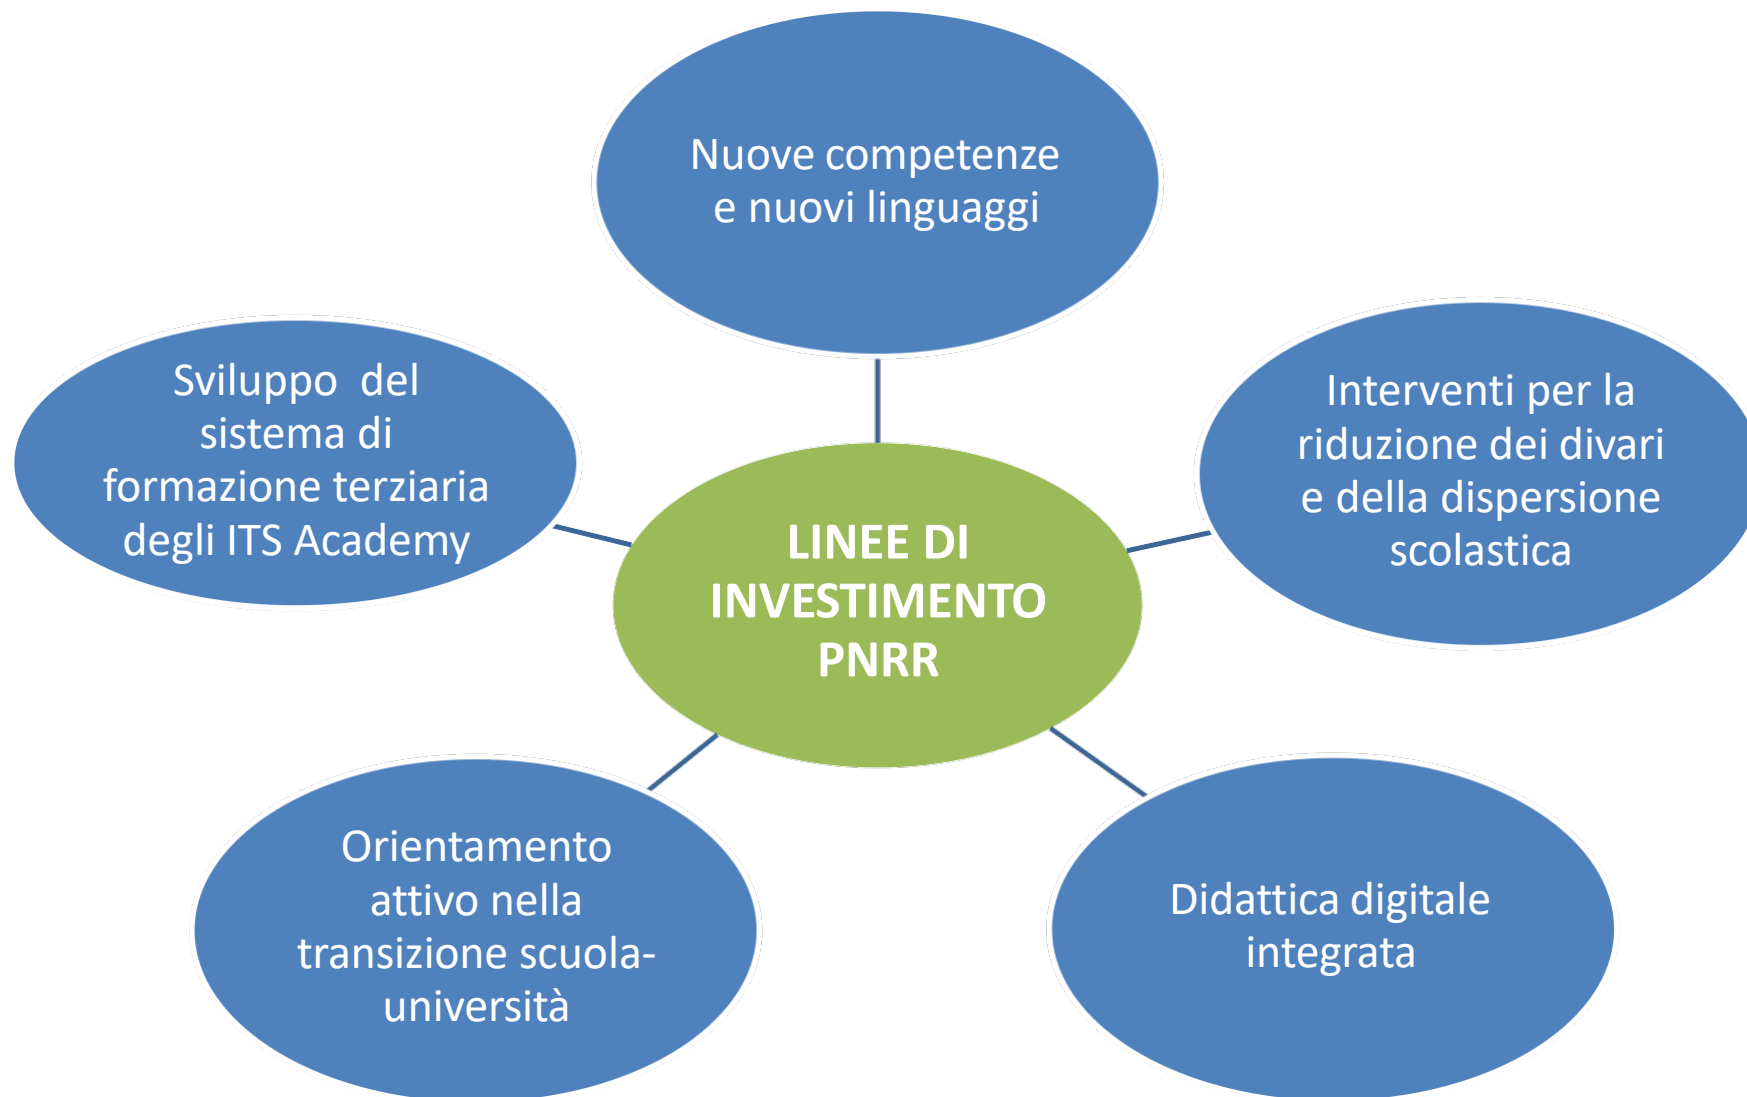 Nuove competenze
e nuovi linguaggi
Sviluppo  del
sistema di
formazione terziaria
degli ITS Academy
Interventi per la
riduzione dei divari
e della dispersione
scolastica
LINEE DI
INVESTIMENTO
PNRR
Orientamento
attivo nella
transizione scuola-
università
Didattica digitale
integrata